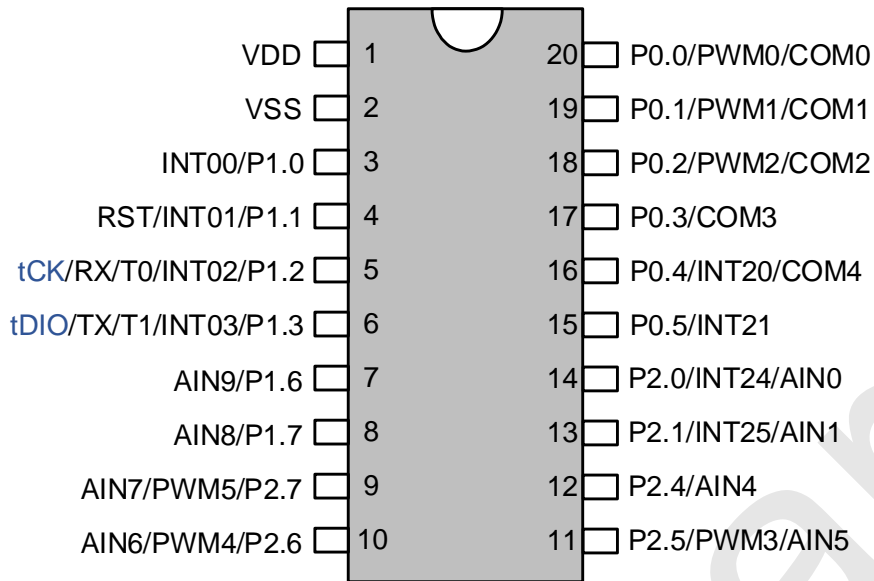 VDD 1 20 P0.0/PWM0/COM0
VSS 2 19 P0.1/PWM1/COM1
INT00/P1.0 3 18 P0.2/PWM2/COM2
RST/INT01/P1.1 4 17 P0.3/COM3
tCK/RX/T0/INT02/P1.2 5 16 P0.4/INT20/COM4
tDIO/TX/T1/INT03/P1.3 6 15 P0.5/INT21
AIN9/P1.6 7 14 P2.0/INT24/AIN0
AIN8/P1.7 8 13 P2.1/INT25/AIN1
AIN7/PWM5/P2.7 9 12 P2.4/AIN4
AIN6/PWM4/P2.6 10 11 P2.5/PWM3/AIN5